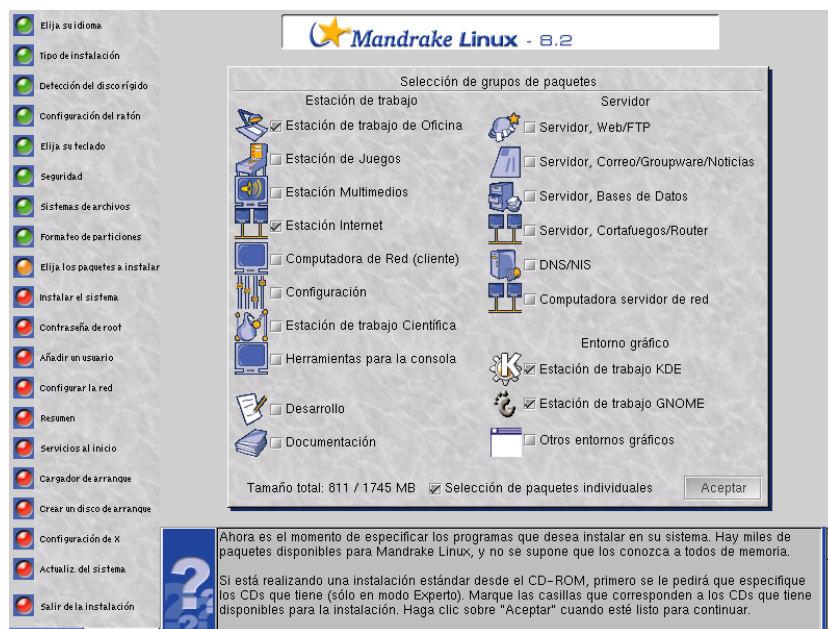 Elija su idioma
Tipo de instalación
Detección del disco rígido
Configuración del ratón
Elija su teclado
Seguridad
Sistemas de archivos
Formateo de particiones
Elija los paquetes a instalar
Instalar el sistema
Contraseña de root
Añadir un usuario
Configurar la red
Resumen
Servicios al inicio
Cargador de arranque
Crear un disco de arranque
Configuración de X
Actualiz. del sistema
Salir de la instalación
Mandrake Linux - 8.2
Selección de grupos de paquetes
Estación de trabajo
Estación de trabajo de Oficina
Estación de Juegos
Estación Multimedios
Estación Internet
Computadora de Red (cliente)
Configuración
Estación de trabajo Científica
Herramientas para la consola
Desarrollo
Documentación
Servidor
Servidor, Web/FTP
Servidor, Correo/Groupware/Noticias
Servidor, Bases de Datos
Servidor, Cortafuegos/Router
DNS/NIS
Computadora servidor de red
Entorno gráfico
Estación de trabajo KDE
Estación de trabajo GNOME
Otros entornos gráficos
Tamaño total: 811 / 1745 MB
Selección de paquetes individuales
Aceptar
Ahora es el momento de especificar los programas que desea instalar en su sistema. Hay miles de
paquetes disponibles para Mandrake Linux, y no se supone que los conozca a todos de memoria.
Si está realizando una instalación estándar desde el CD-ROM, primero se le pedirá que especifique
los CDs que tiene (sólo en modo Experto). Marque las casillas que corresponden a los CDs que tiene
disponibles para la instalación. Haga clic sobre "Aceptar" cuando esté listo para continuar.